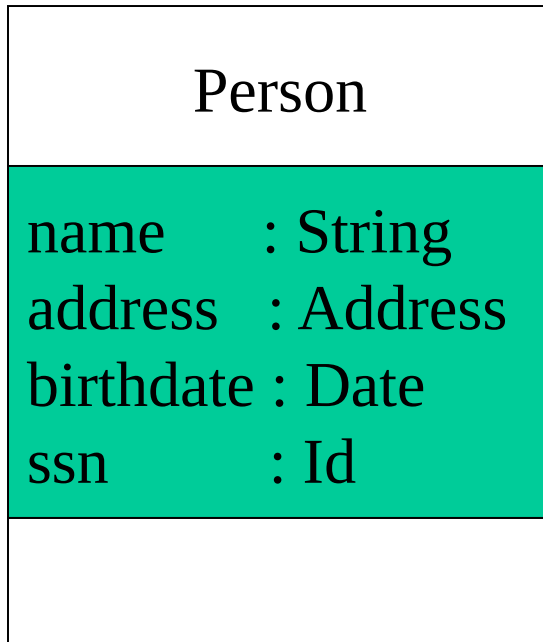 Person
name : String
address : Address
birthdate : Date
ssn : Id